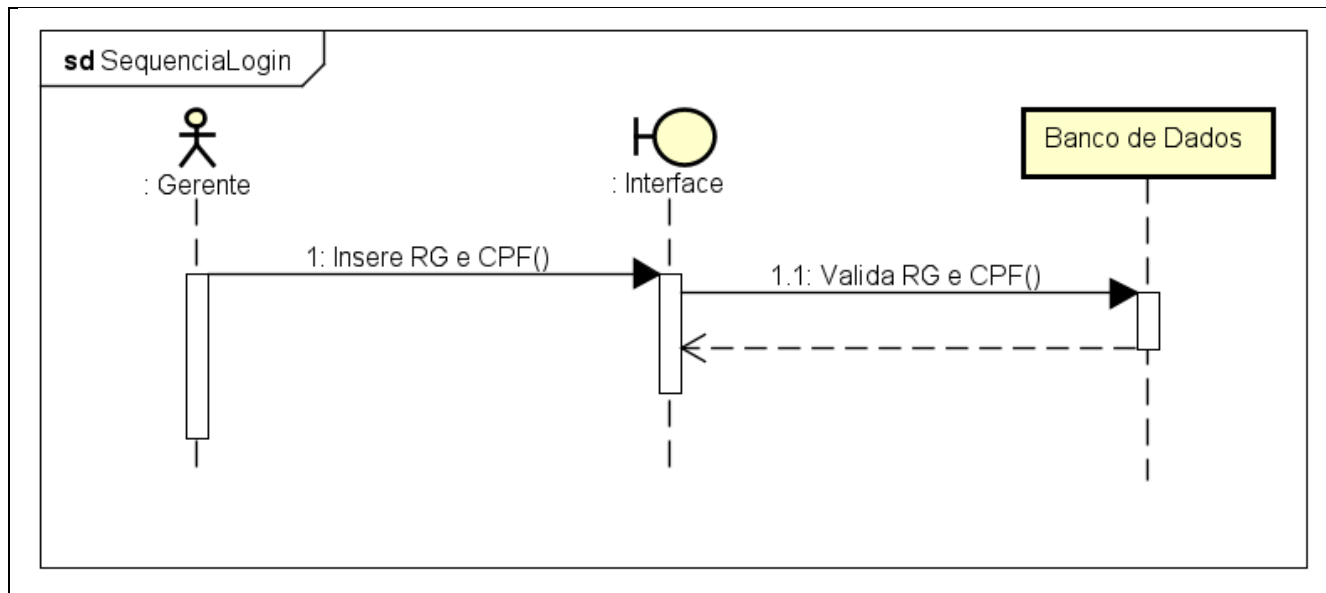 sd SequenciaLogin
: Gerente
: Interface
Banco de Dados
1: Insere RG e CPF()
1.1: Valida RG e CPF()